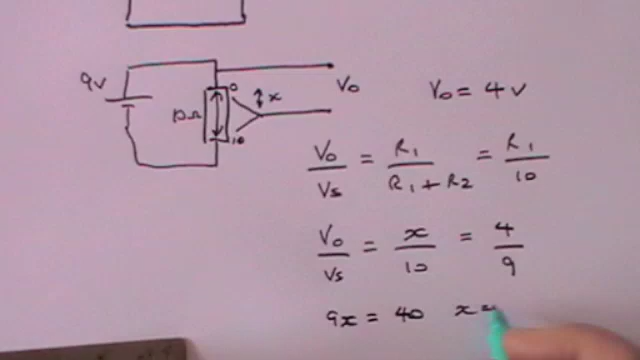 9V
0
x
10Ω
10
V₀
V₀ = 4V
V₀/Vs = R₁/(R₁ + R₂) = R₁/10
V₀/Vs = x/10 = 4/9
9x = 40 x =